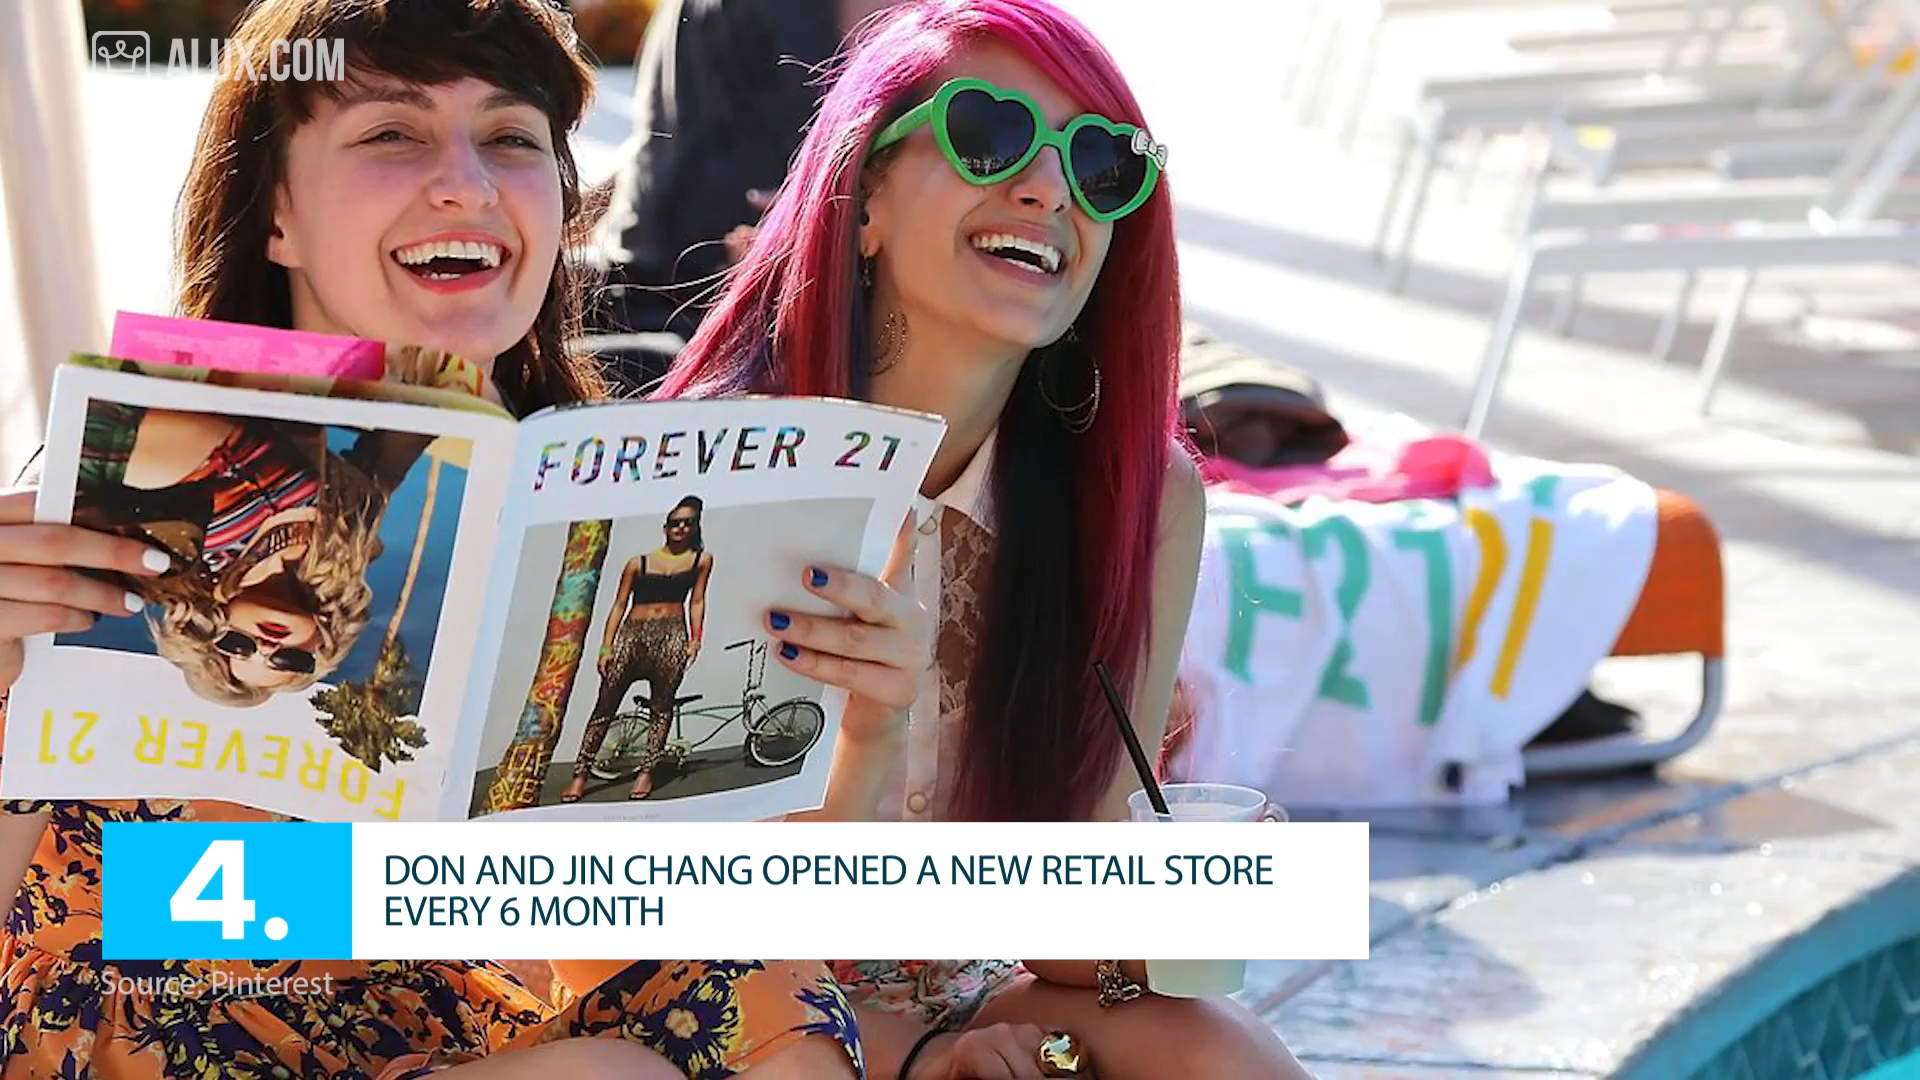 ALUX.COM
FOREVER 21
FOREVER 21
F21
21
4.
DON AND JIN CHANG OPENED A NEW RETAIL STORE
EVERY 6 MONTH
Source: Pinterest